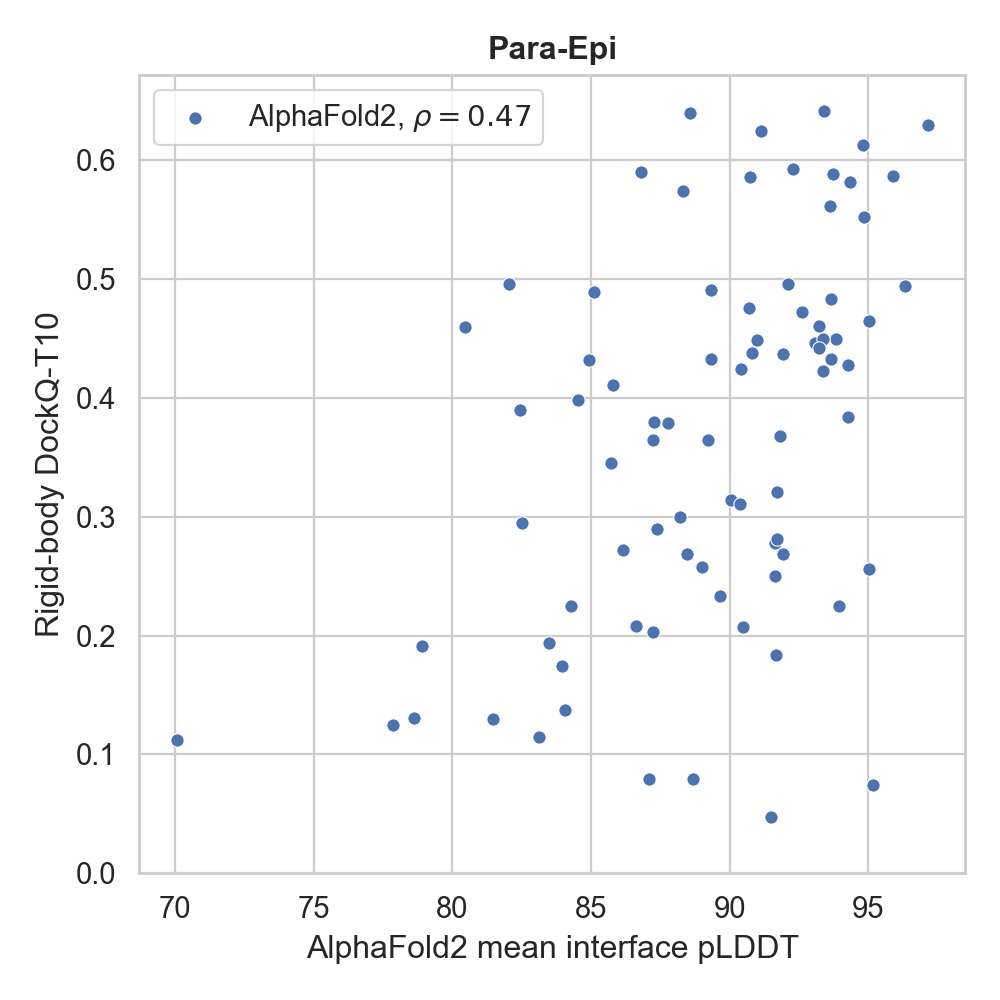 Para-Epi
AlphaFold2, ρ = 0.47
Rigid-body DockQ-T10
0.6
0.5
0.4
0.3
0.2
0.1
0.0
70 75 80 85 90 95
AlphaFold2 mean interface pLDDT